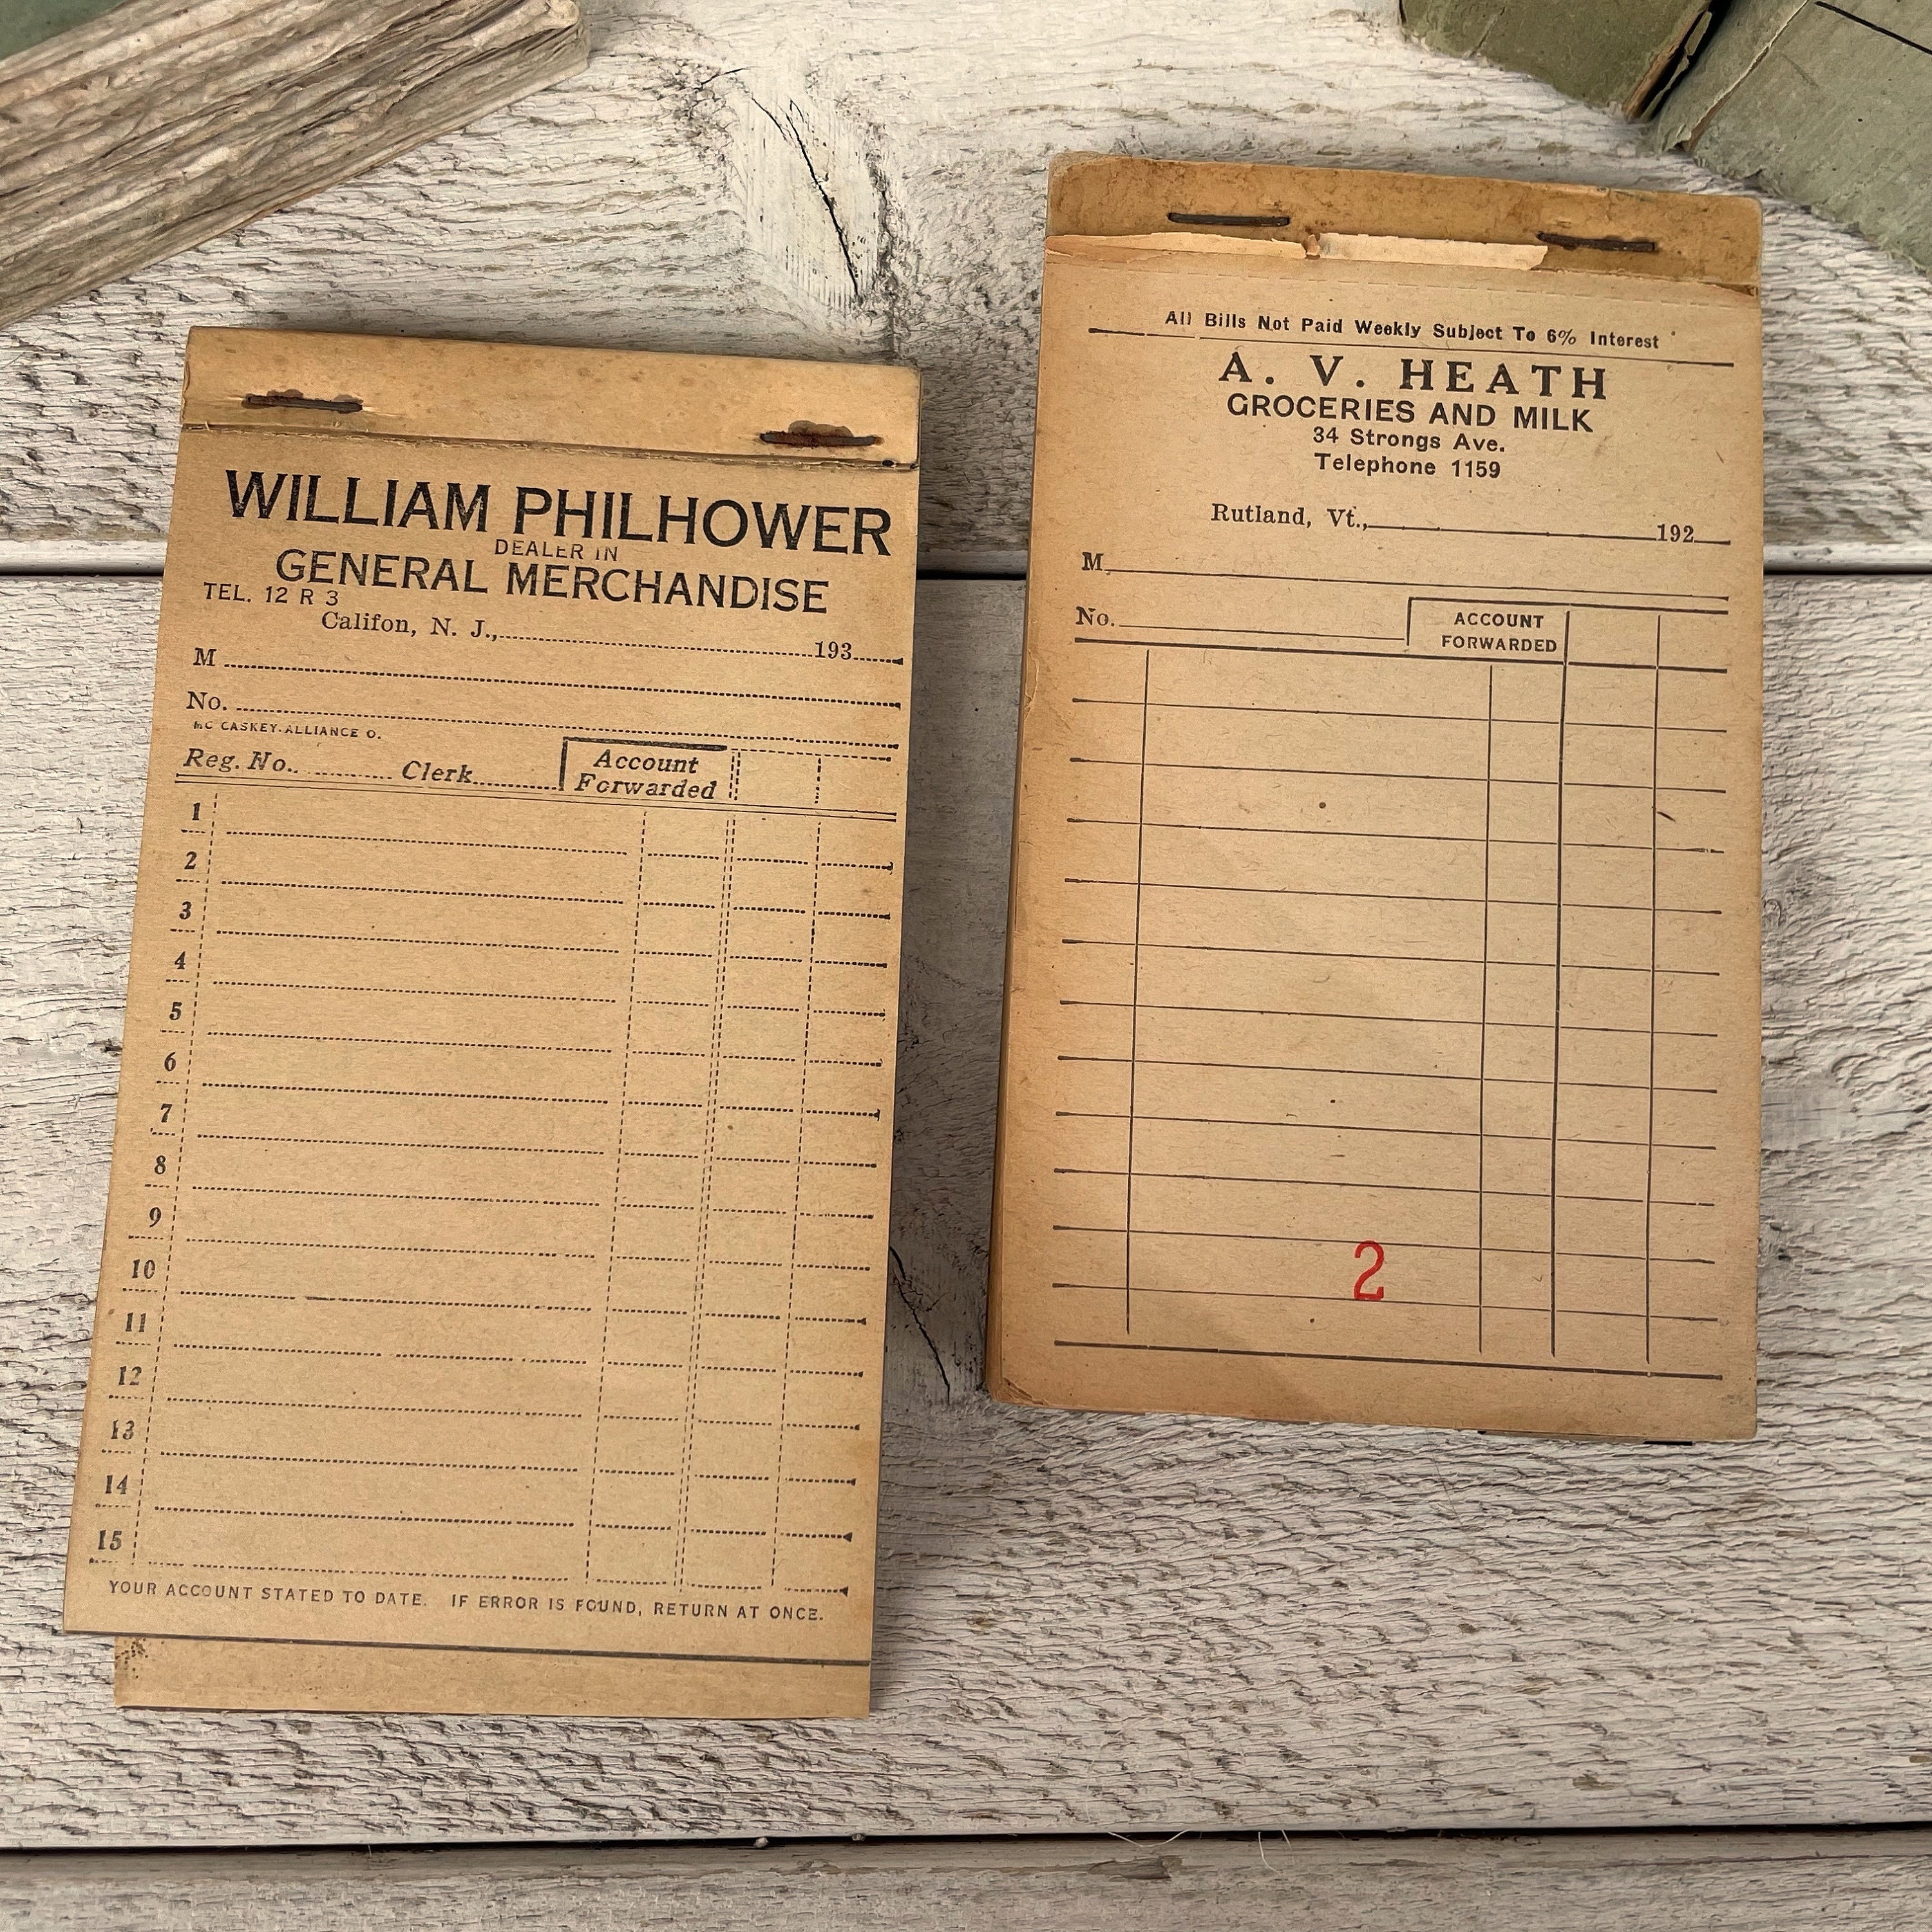 WILLIAM PHILHOWER
DEALER IN
GENERAL MERCHANDISE
TEL. 12 R 3
Califon, N. J., 193
M
No.
MC CASKEY-ALLIANCE O.
Reg. No. Clerk
Account
Forwarded
1
2
3
4
5
6
7
8
9
10
11
12
13
14
15
YOUR ACCOUNT STATED TO DATE. IF ERROR IS FOUND, RETURN AT ONCE.
All Bills Not Paid Weekly Subject To 6% Interest
A. V. HEATH
GROCERIES AND MILK
34 Strongs Ave.
Telephone 1159
Rutland, Vt., 192
M
No.
ACCOUNT
FORWARDED
2